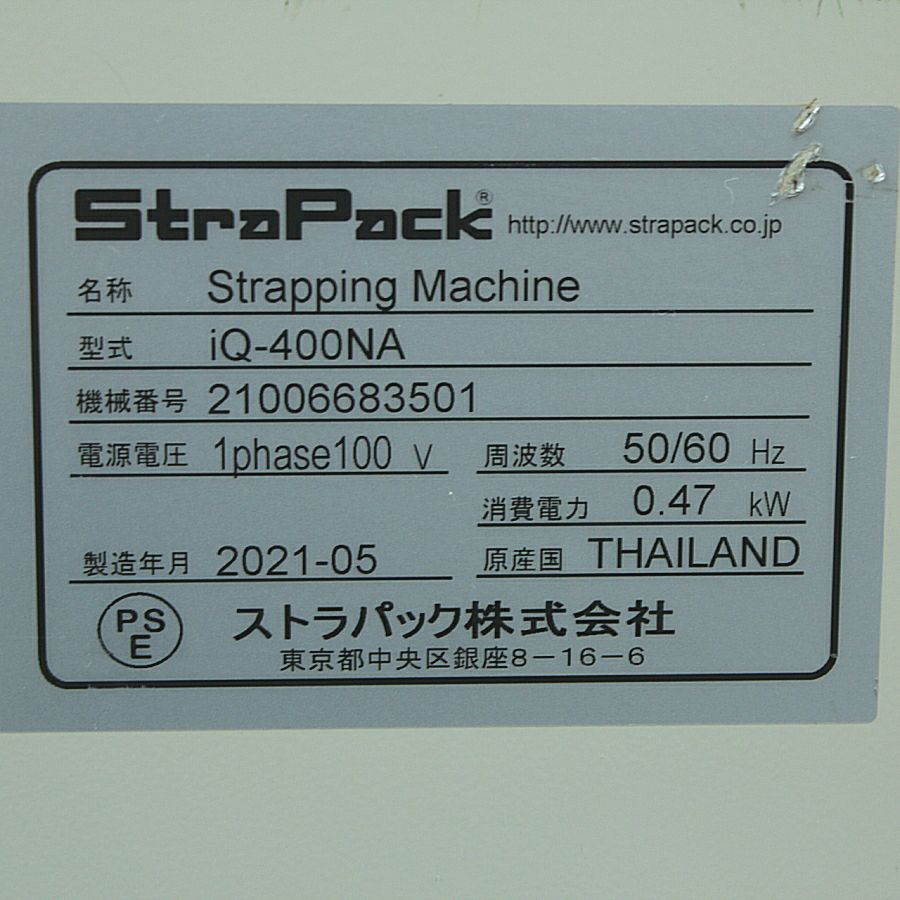 StraPack® http://www.strapack.co.jp
名称 Strapping Machine
型式 iQ-400NA
機械番号 21006683501
電源電圧 1phase100 V 周波数 50/60 Hz
消費電力 0.47 kW
製造年月 2021-05 原産国 THAILAND
PS
E
ストラパック株式会社
東京都中央区銀座8-16-6